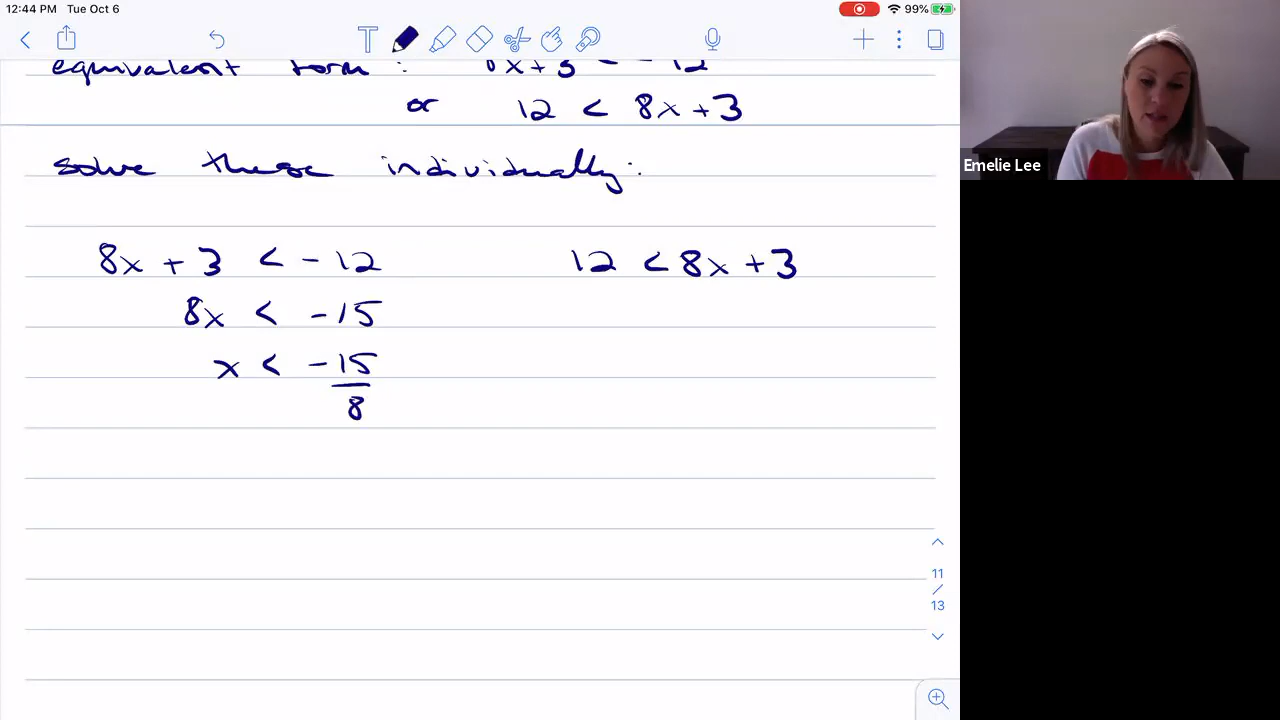 12:44 PM Tue Oct 6
99%
equivalent form :
or 12 < 8x + 3
solve these individually:
8x + 3 < - 12
12 < 8x + 3
8x < -15
x < -15
8
11
/
13
Emelie Lee